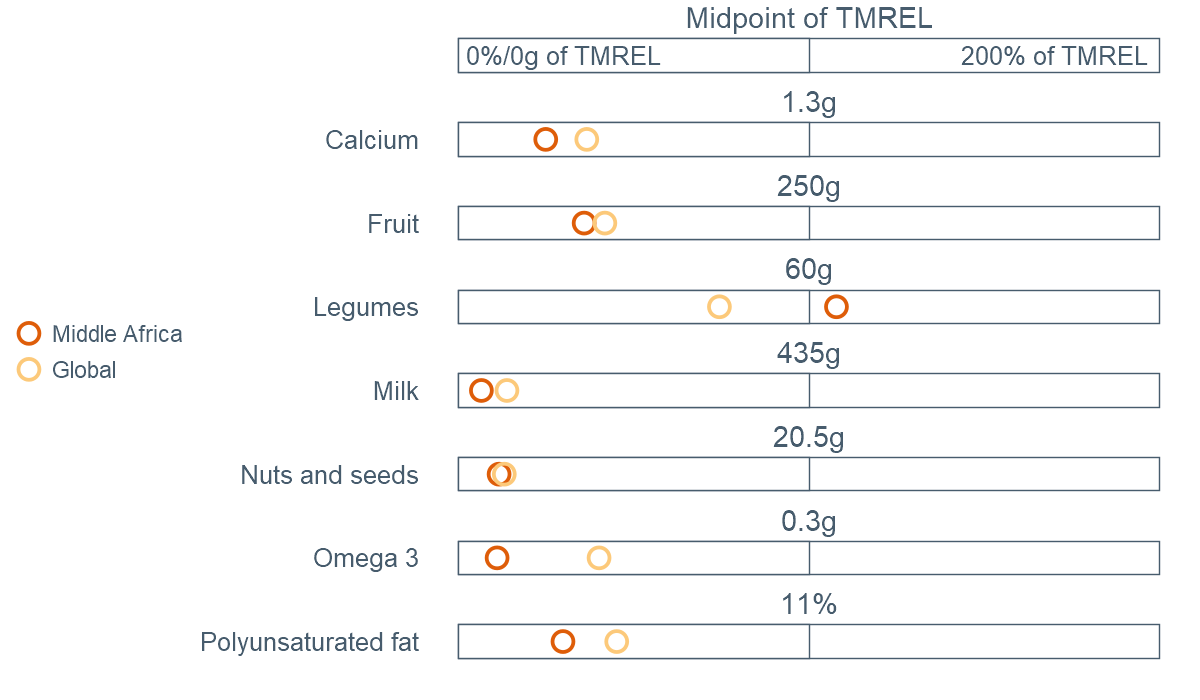 Midpoint of TMREL
0%/0g of TMREL
200% of TMREL
1.3g
Calcium
250g
Fruit
60g
Legumes
Middle Africa
Global
435g
Milk
20.5g
Nuts and seeds
0.3g
Omega 3
11%
Polyunsaturated fat